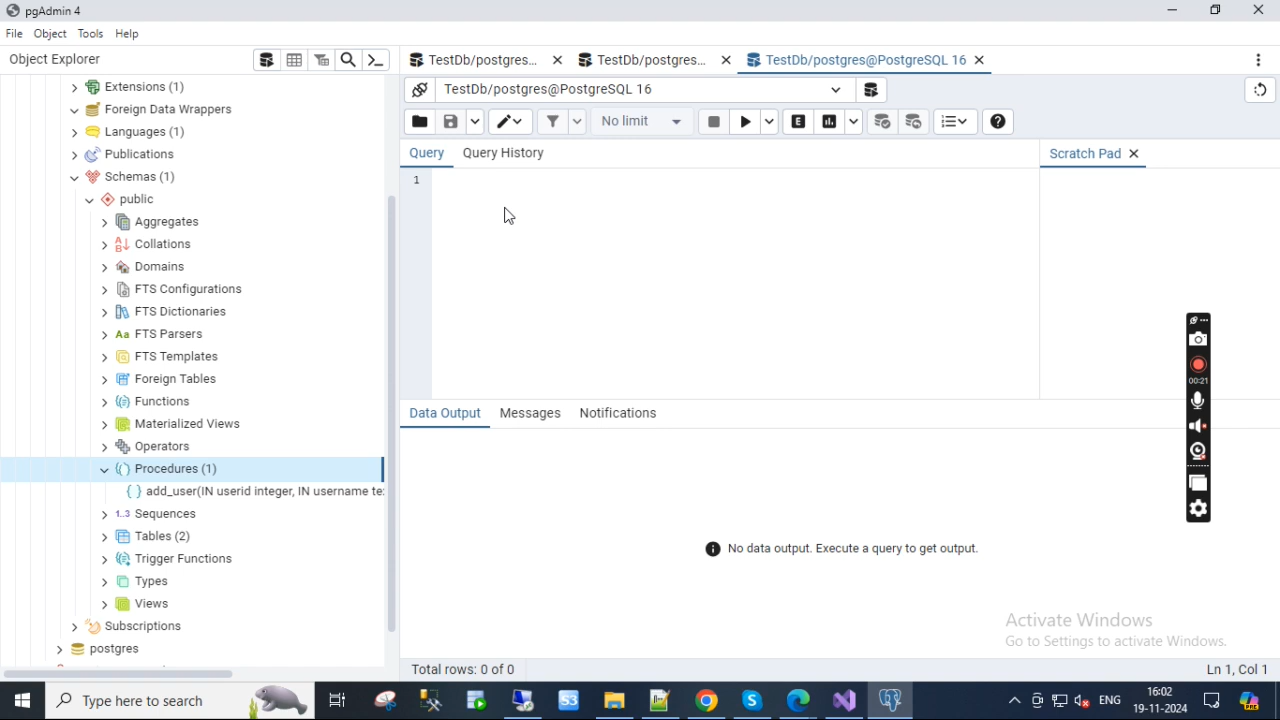 pgAdmin 4
File Object Tools Help
Object Explorer
TestDb/postgres...
TestDb/postgres...
TestDb/postgres@PostgreSQL 16
TestDb/postgres@PostgreSQL 16
No limit
E
Query
Query History
Scratch Pad
1
Extensions (1)
Foreign Data Wrappers
Languages (1)
Publications
Schemas (1)
public
Aggregates
Collations
Domains
FTS Configurations
FTS Dictionaries
Aa FTS Parsers
FTS Templates
Foreign Tables
Functions
Materialized Views
Operators
Procedures (1)
add_user(IN userid integer, IN username te
1..3 Sequences
Tables (2)
Trigger Functions
Types
Views
Subscriptions
postgres
00:21
Data Output
Messages
Notifications
No data output. Execute a query to get output.
Activate Windows
Go to Settings to activate Windows.
Total rows: 0 of 0
Ln 1, Col 1
Type here to search
ENG
16:02
19-11-2024